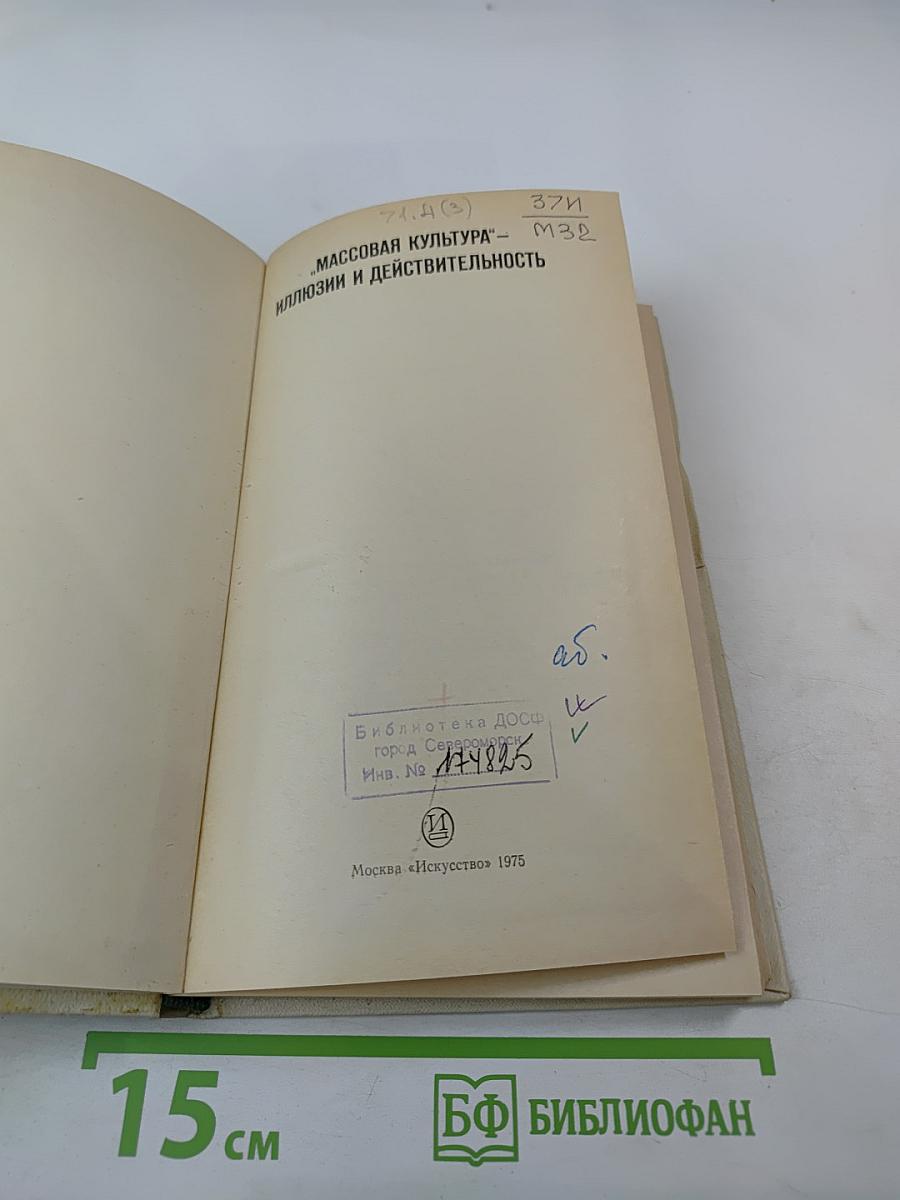 71.4(3)
37И
М32
„МАССОВАЯ КУЛЬТУРА“–
ИЛЛЮЗИИ И ДЕЙСТВИТЕЛЬНОСТЬ
аб.
Библиотека ДОСФ
город Североморск
Инв. № 174825
И
Москва «Искусство» 1975
15 см
БФ БИБЛИОФАН